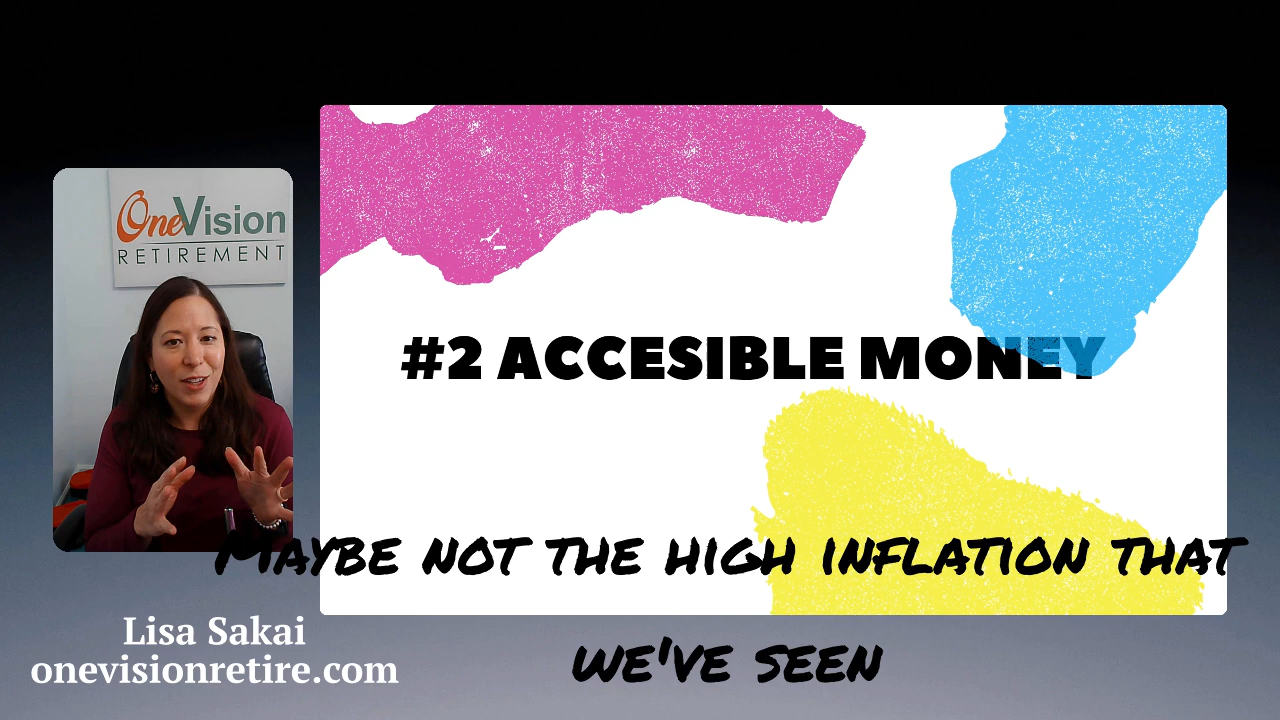 OneVision
RETIREMENT
#2 ACCESIBLE MONEY
MAYBE NOT THE HIGH INFLATION THAT
WE'VE SEEN
Lisa Sakai
onevisionretire.com